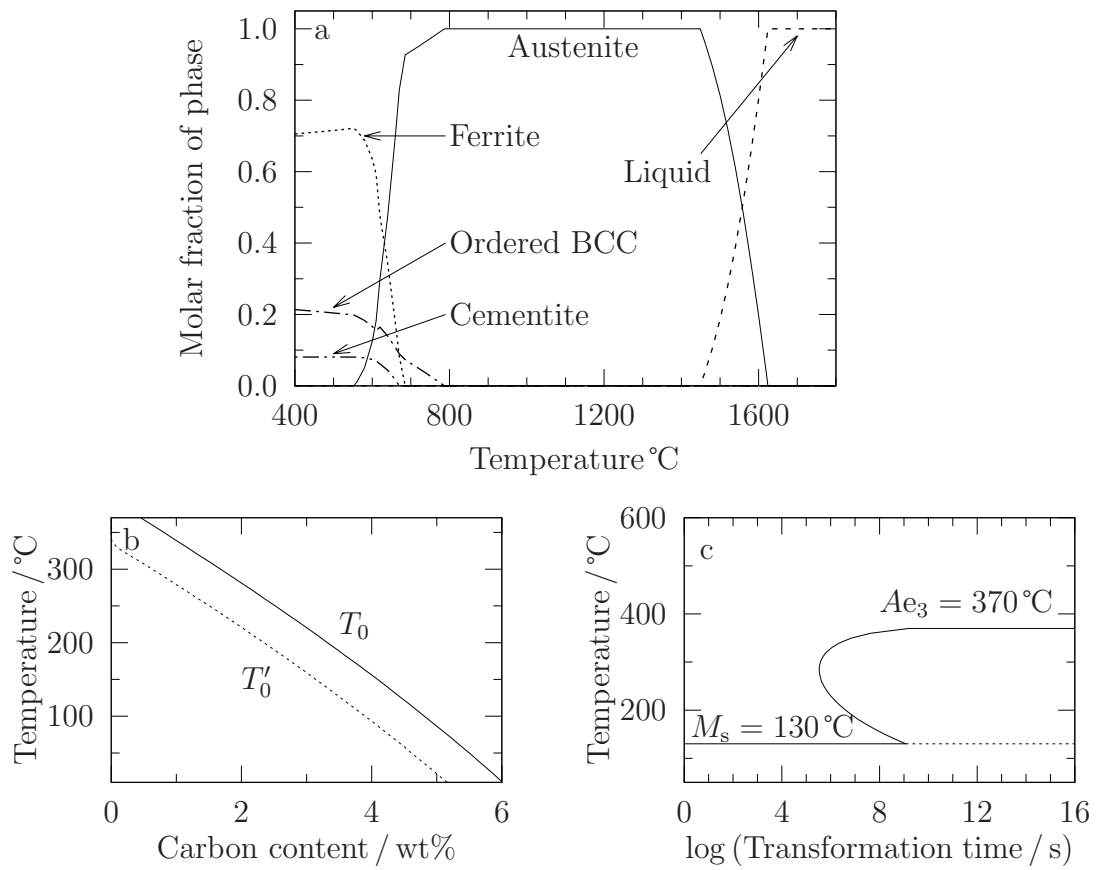 a
Molar fraction of phase
1.0
0.8
0.6
0.4
0.2
0.0
Austenite
Ferrite
Liquid
Ordered BCC
Cementite
400
800
1200
1600
Temperature °C
b
Temperature / °C
300
200
100
T₀
T₀′
0
2
4
6
Carbon content / wt%
c
Temperature / °C
600
400
200
Ae₃ = 370 °C
Mₛ = 130 °C
0
4
8
12
16
log (Transformation time / s)